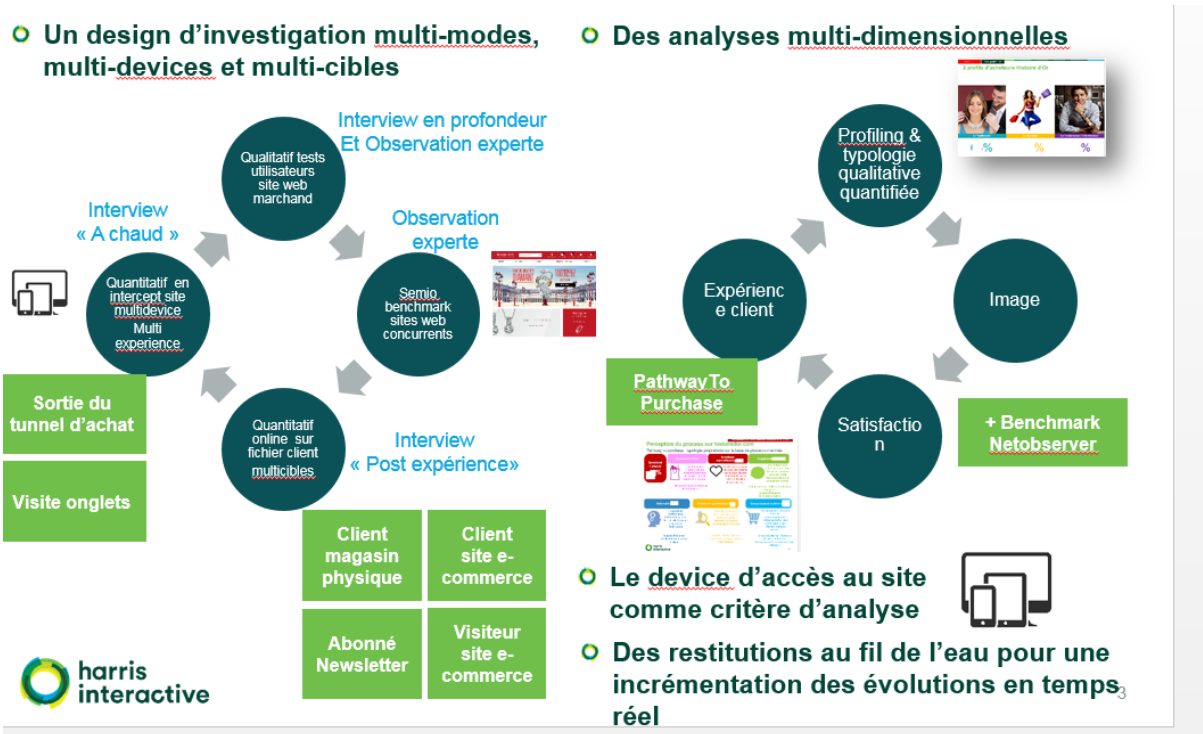 Un design d’investigation multi-modes,
multi-devices et multi-cibles
Interview en profondeur
Et Observation experte
Qualitatif tests
utilisateurs
site web
marchand
Interview
« A chaud »
Observation
experte
Quantitatif en
intercept site
multidevice
Multi
experience
Semio
benchmark
sites web
concurrents
Sortie du
tunnel d’achat
Visite onglets
Quantitatif
online sur
fichier client
multicibles
Interview
« Post expérience»
Client
magasin
physique
Client
site e-
commerce
Abonné
Newsletter
Visiteur
site e-
commerce
harris
interactive
Des analyses multi-dimensionnelles
3 profils d'acheteurs Histoire d'Or
%
%
%
Profiling &
typologie
qualitative
quantifiée
Expérienc
e client
Image
PathwayTo
Purchase
Satisfactio
n
+ Benchmark
Netobserver
Le device d’accès au site
comme critère d’analyse
Des restitutions au fil de l’eau pour une
incrémentation des évolutions en temps
réel
3